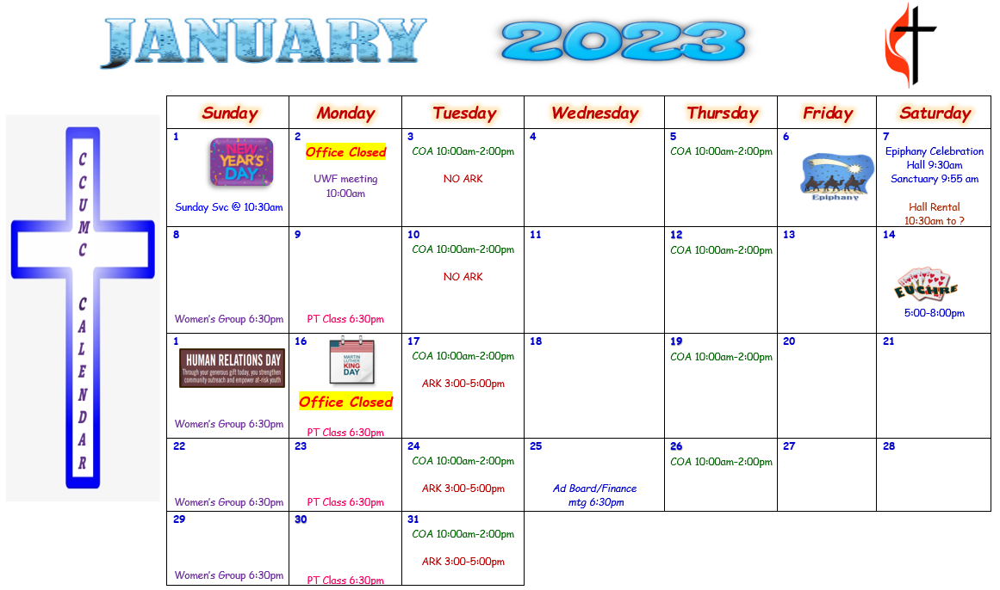 JANUARY 2023
CCUMC CALENDAR
Sunday Monday Tuesday Wednesday Thursday Friday Saturday
1
NEW
YEAR'S
DAY
Sunday Svc @ 10:30am
2
Office Closed
UWF meeting
10:00am
3
COA 10:00am-2:00pm
NO ARK
4
5
COA 10:00am-2:00pm
6
Epiphany
7
Epiphany Celebration
Hall 9:30am
Sanctuary 9:55 am
Hall Rental
10:30am to ?
8
Women's Group 6:30pm
9
PT Class 6:30pm
10
COA 10:00am-2:00pm
NO ARK
11
12
COA 10:00am-2:00pm
13
14
EUCHRE
5:00-8:00pm
1
HUMAN RELATIONS DAY
Through your generous gift today, you strengthen
community outreach and empower at-risk youth
Women's Group 6:30pm
16
MARTIN
LUTHER
KING
DAY
Office Closed
PT Class 6:30pm
17
COA 10:00am-2:00pm
ARK 3:00-5:00pm
18
19
COA 10:00am-2:00pm
20
21
22
Women's Group 6:30pm
23
PT Class 6:30pm
24
COA 10:00am-2:00pm
ARK 3:00-5:00pm
25
Ad Board/Finance
mtg 6:30pm
26
COA 10:00am-2:00pm
27
28
29
Women's Group 6:30pm
30
PT Class 6:30pm
31
COA 10:00am-2:00pm
ARK 3:00-5:00pm